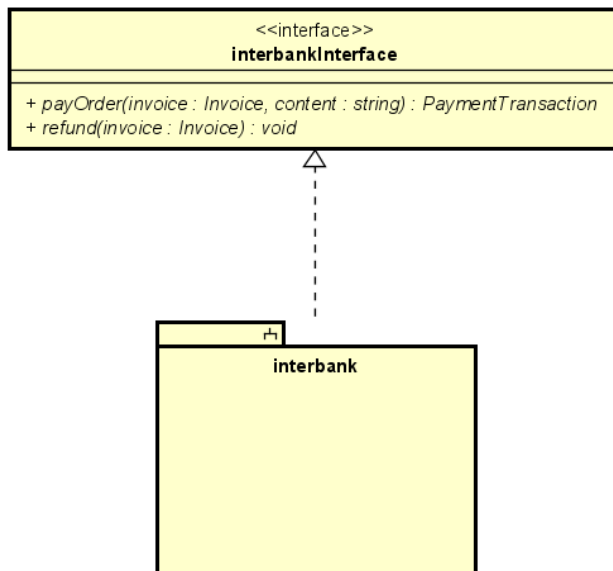 <<interface>>
interbankInterface
+ payOrder(invoice : Invoice, content : string) : PaymentTransaction
+ refund(invoice : Invoice) : void
interbank